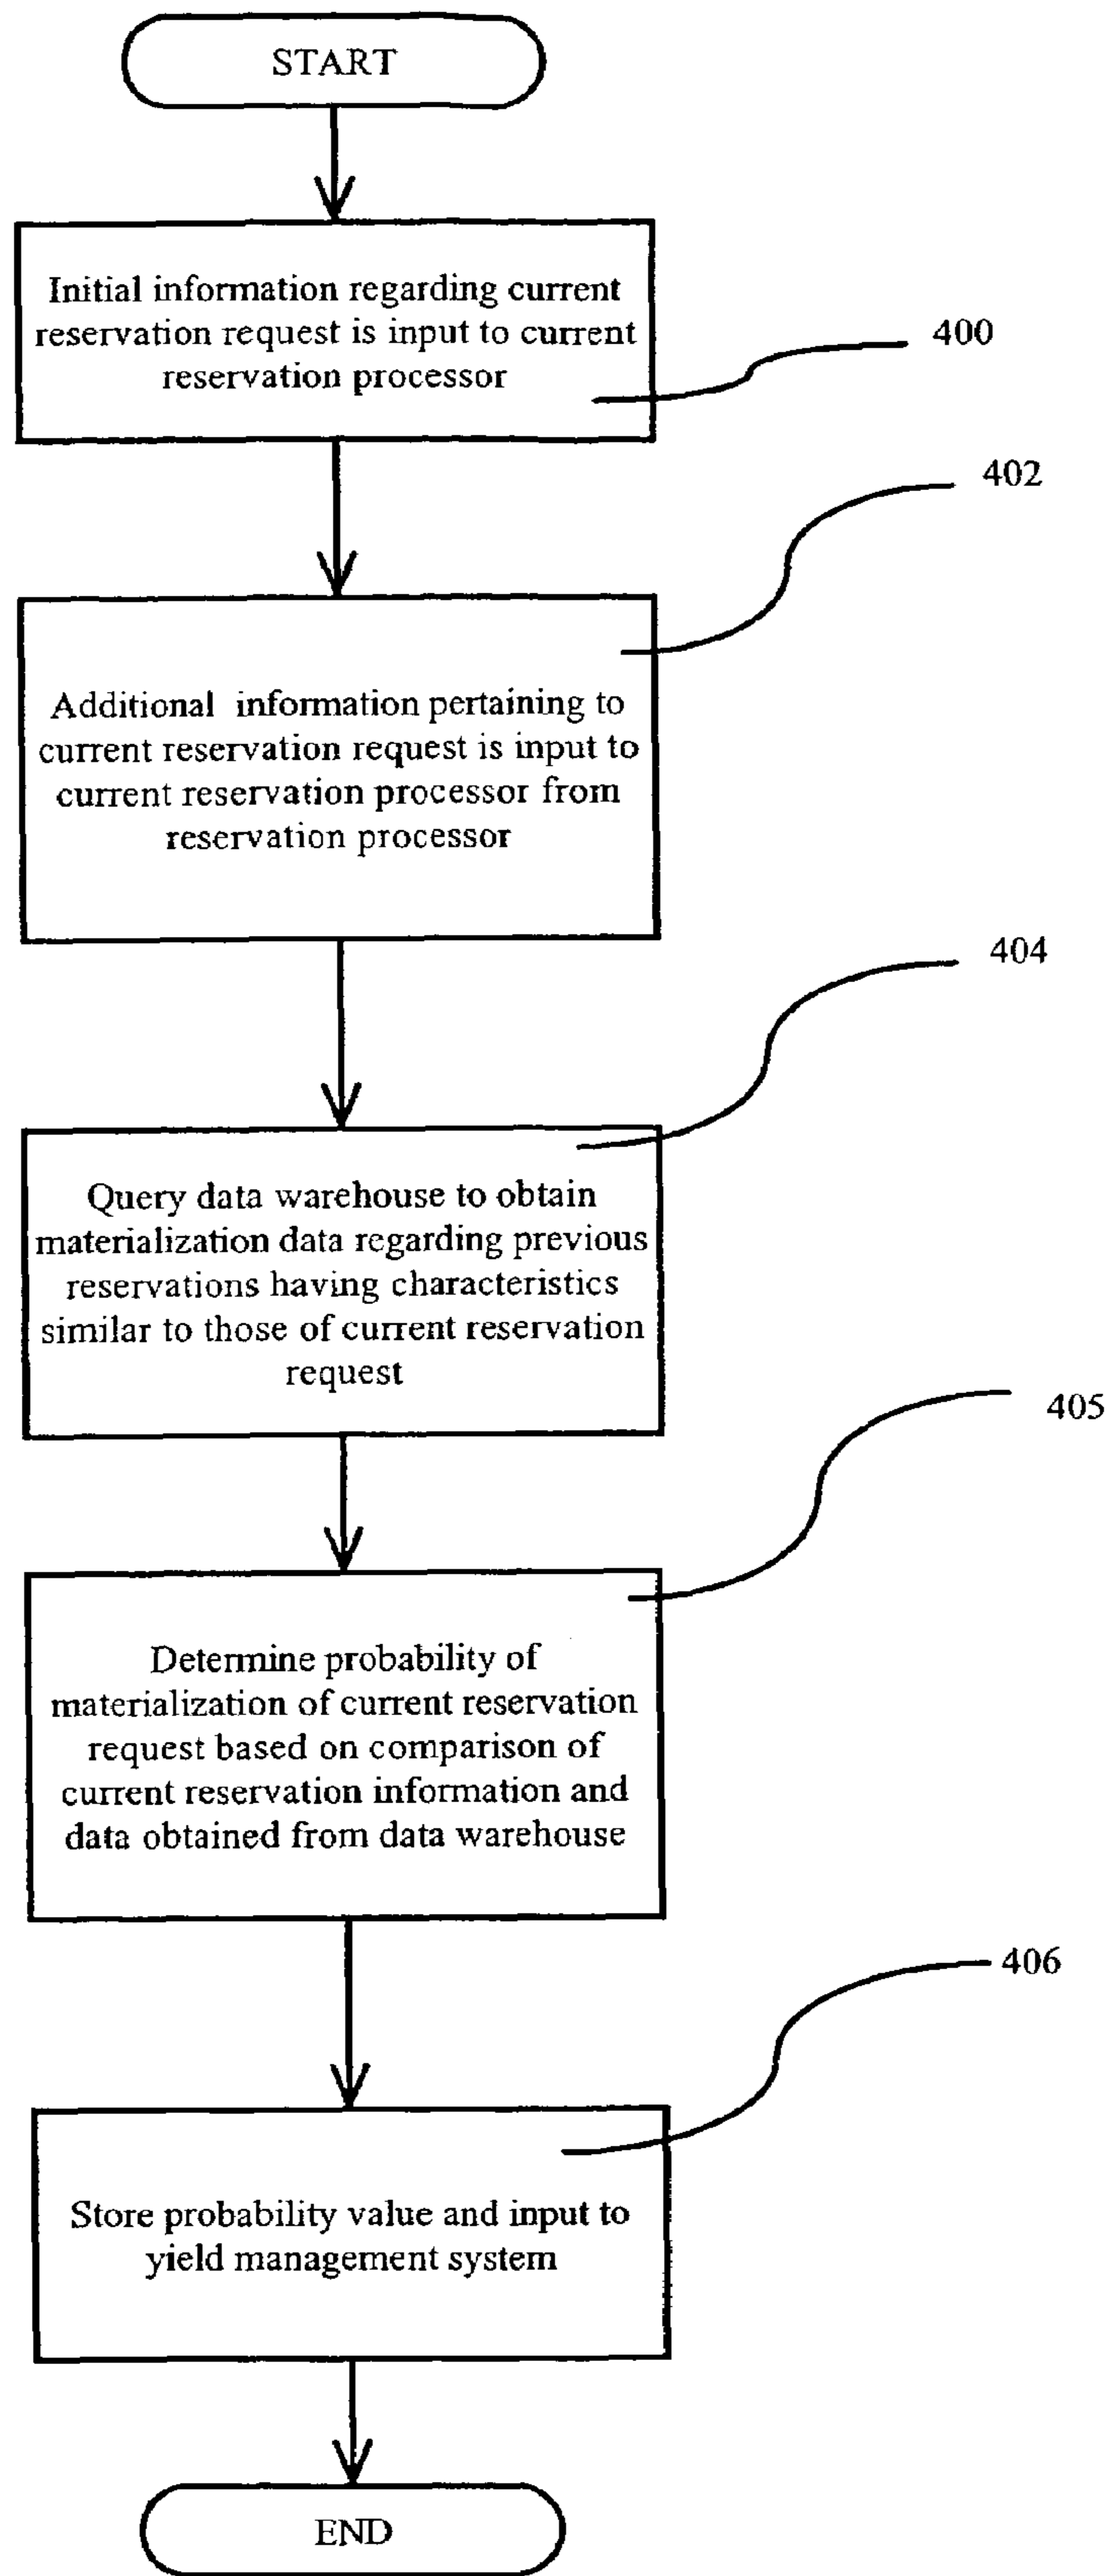 START
Initial information regarding current
reservation request is input to current
reservation processor
400
402
Additional information pertaining to
current reservation request is input to
current reservation processor from
reservation processor
404
Query data warehouse to obtain
materialization data regarding previous
reservations having characteristics
similar to those of current reservation
request
405
Determine probability of
materialization of current reservation
request based on comparison of
current reservation information and
data obtained from data warehouse
406
Store probability value and input to
yield management system
END